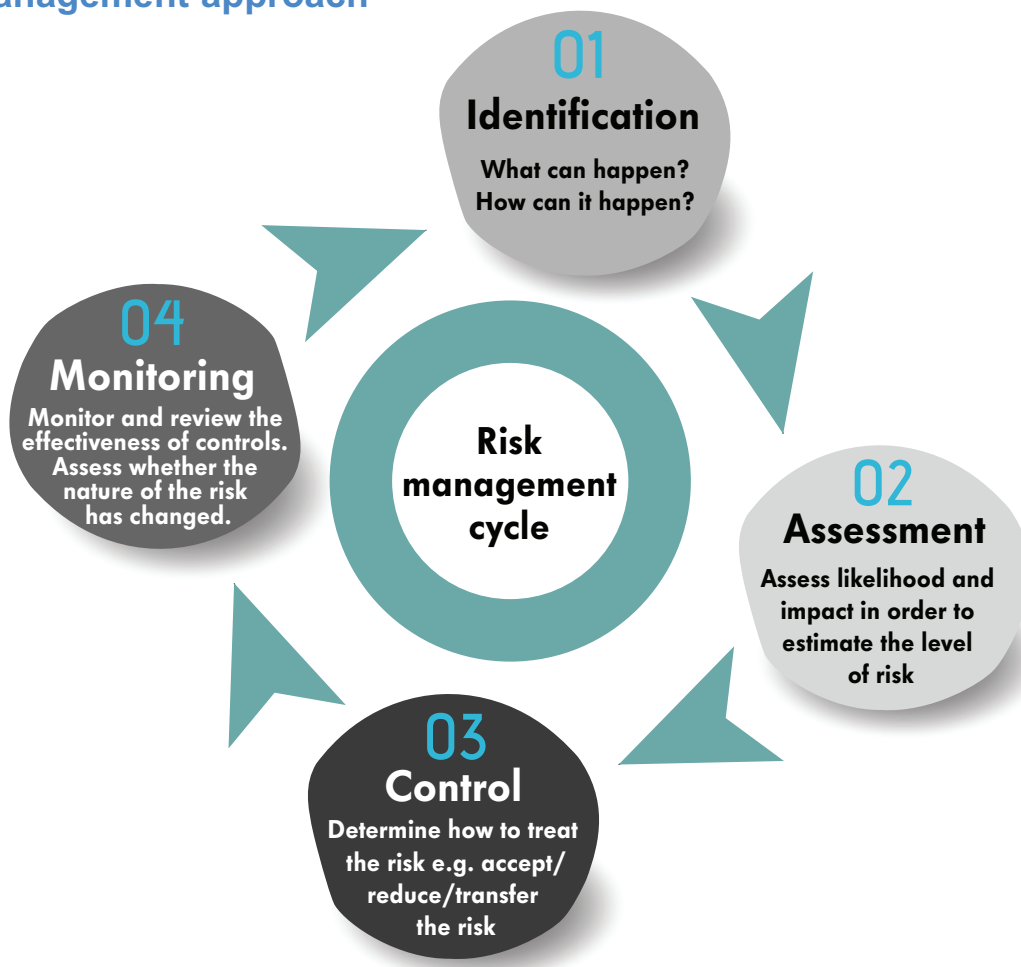 anagement approach
01
Identification
What can happen?
How can it happen?
02
Assessment
Assess likelihood and
impact in order to
estimate the level
of risk
03
Control
Determine how to treat
the risk e.g. accept/
reduce/transfer
the risk
04
Monitoring
Monitor and review the
effectiveness of controls.
Assess whether the
nature of the risk
has changed.
Risk
management
cycle